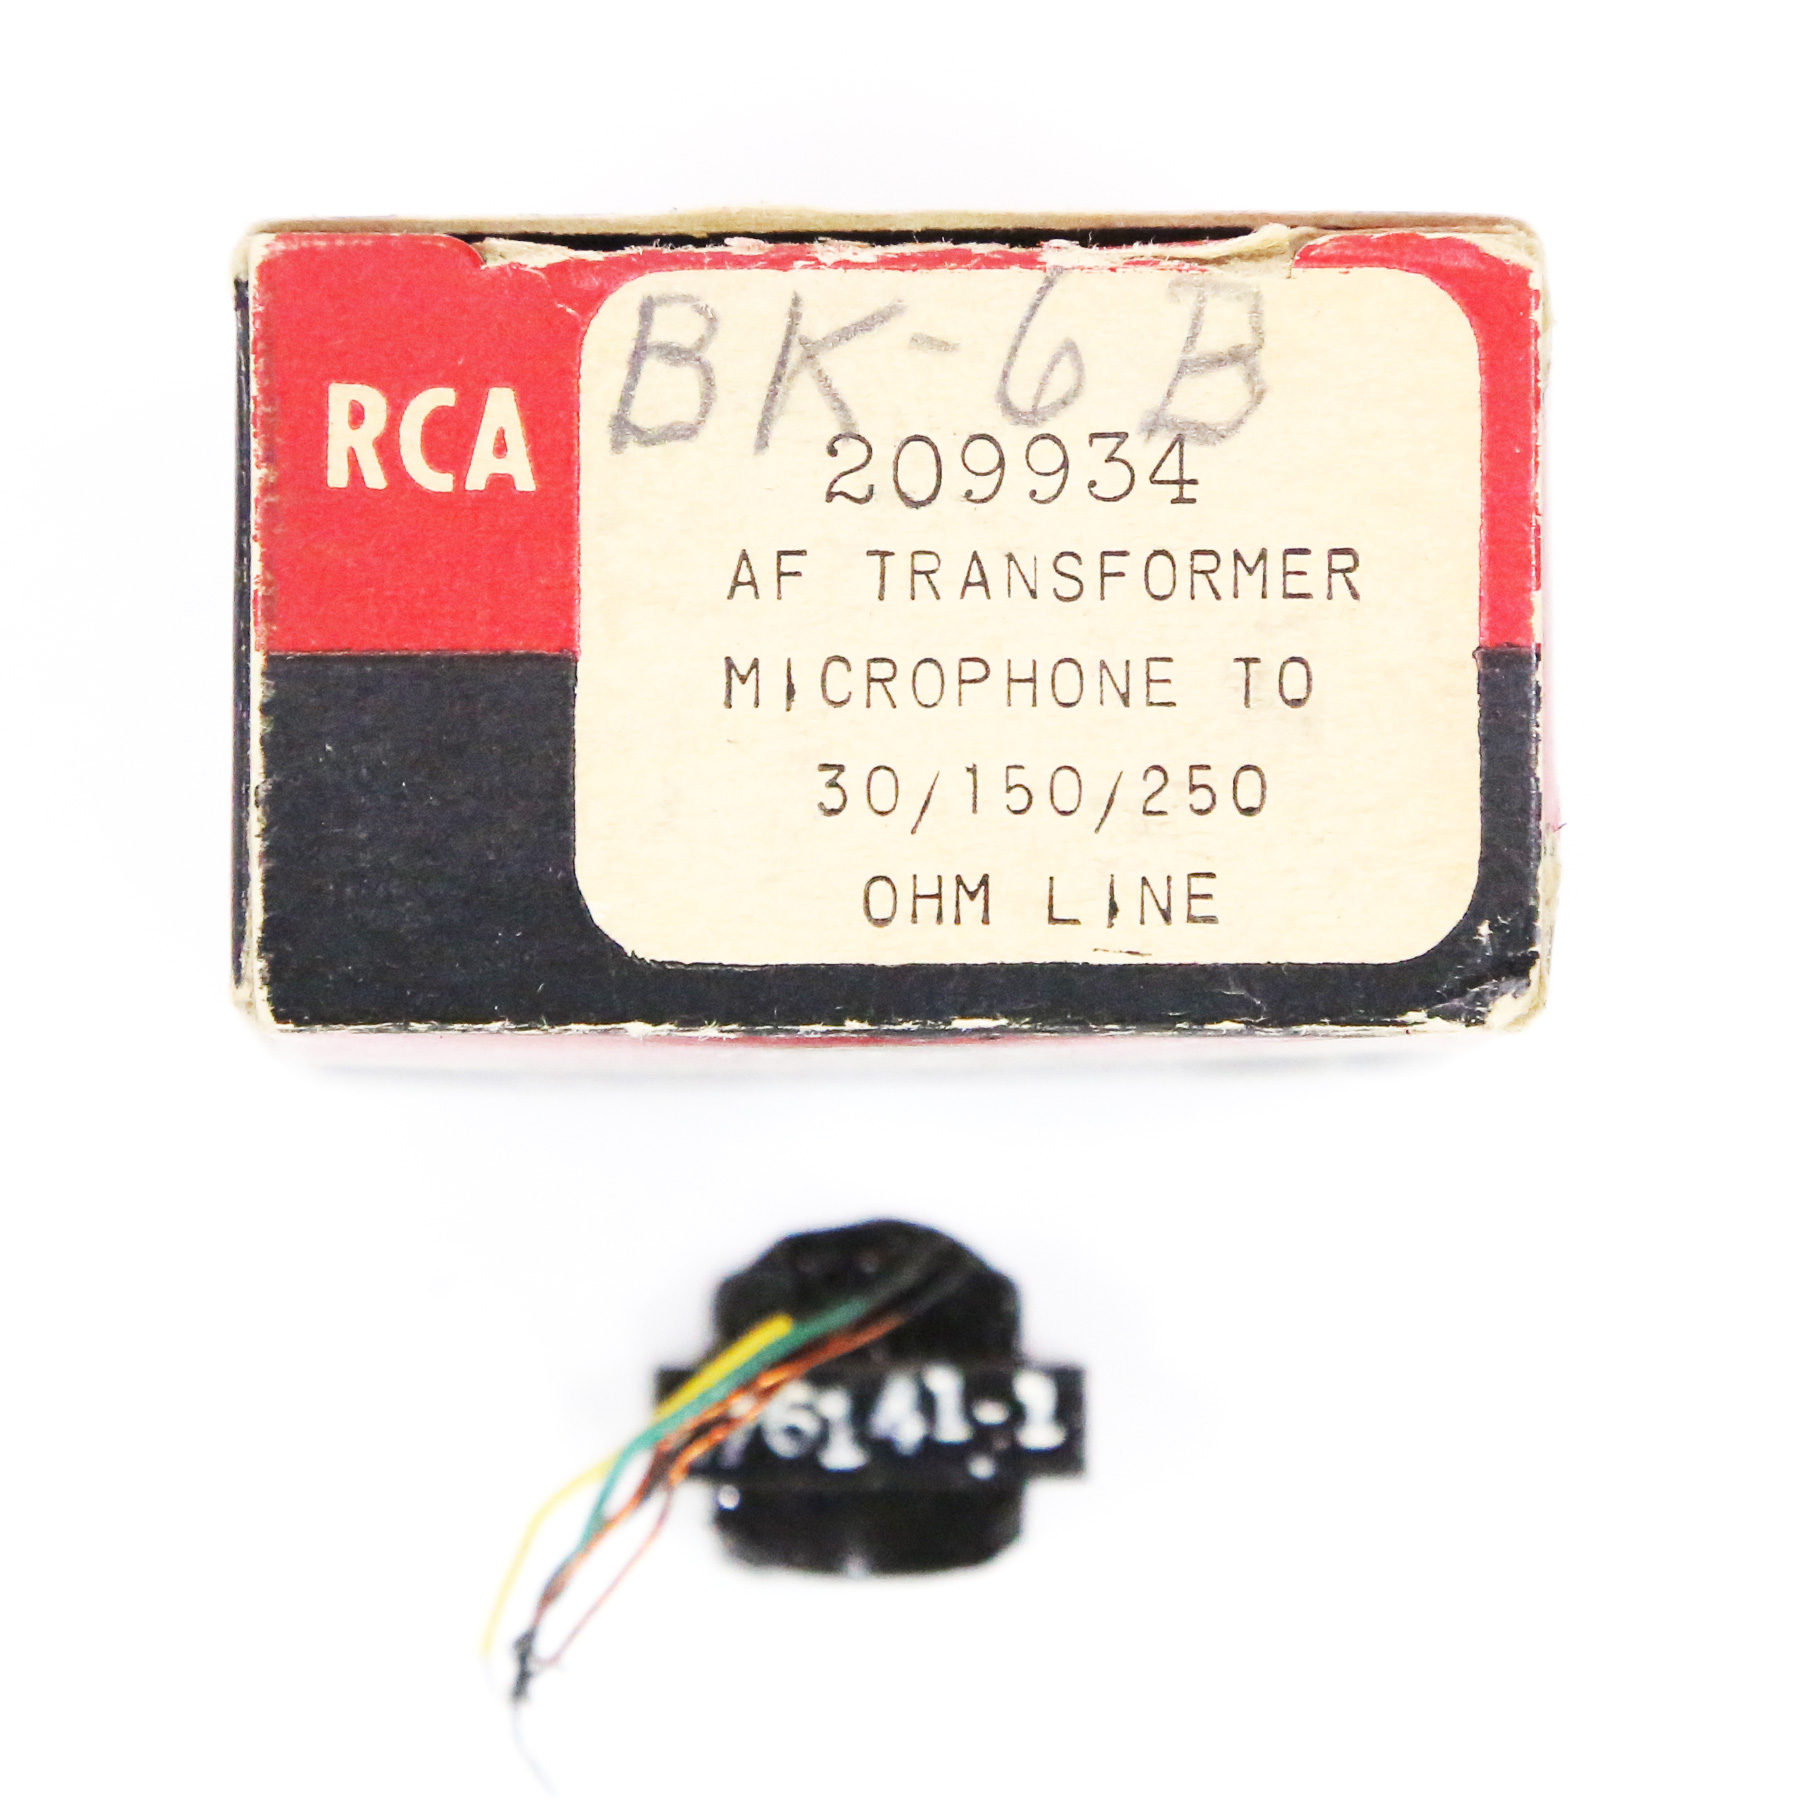 RCA
BK-6B
209934
AF TRANSFORMER
MICROPHONE TO
30/150/250
OHM LINE
76141-1